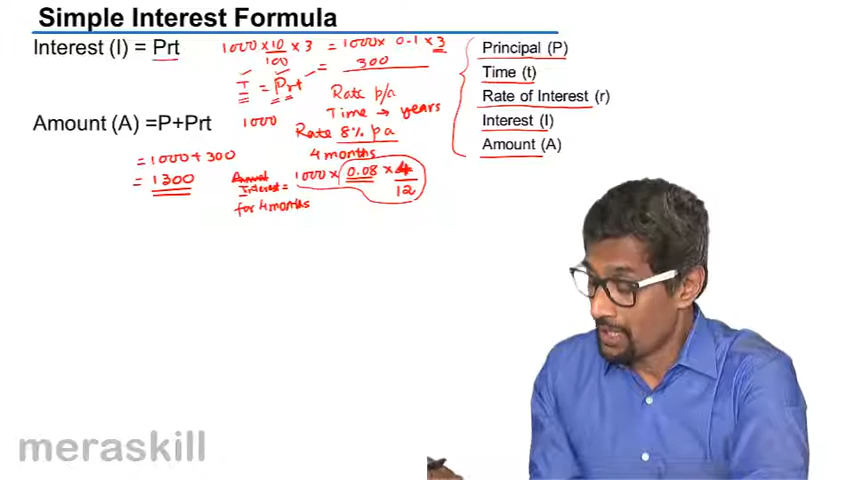 Simple Interest Formula
Interest (I) = Prt
1000 × 10 × 3 = 1000 × 0.1 × 3
100
= 300
I = Prt
Rate p/a
Time → years
Amount (A) =P+Prt
1000
Rate 8% p a
4 months
= 1000 + 300
= 1300
Interest = 1000 × 0.08 × 4
12
for 4 months
Principal (P)
Time (t)
Rate of Interest (r)
Interest (I)
Amount (A)
meraskill